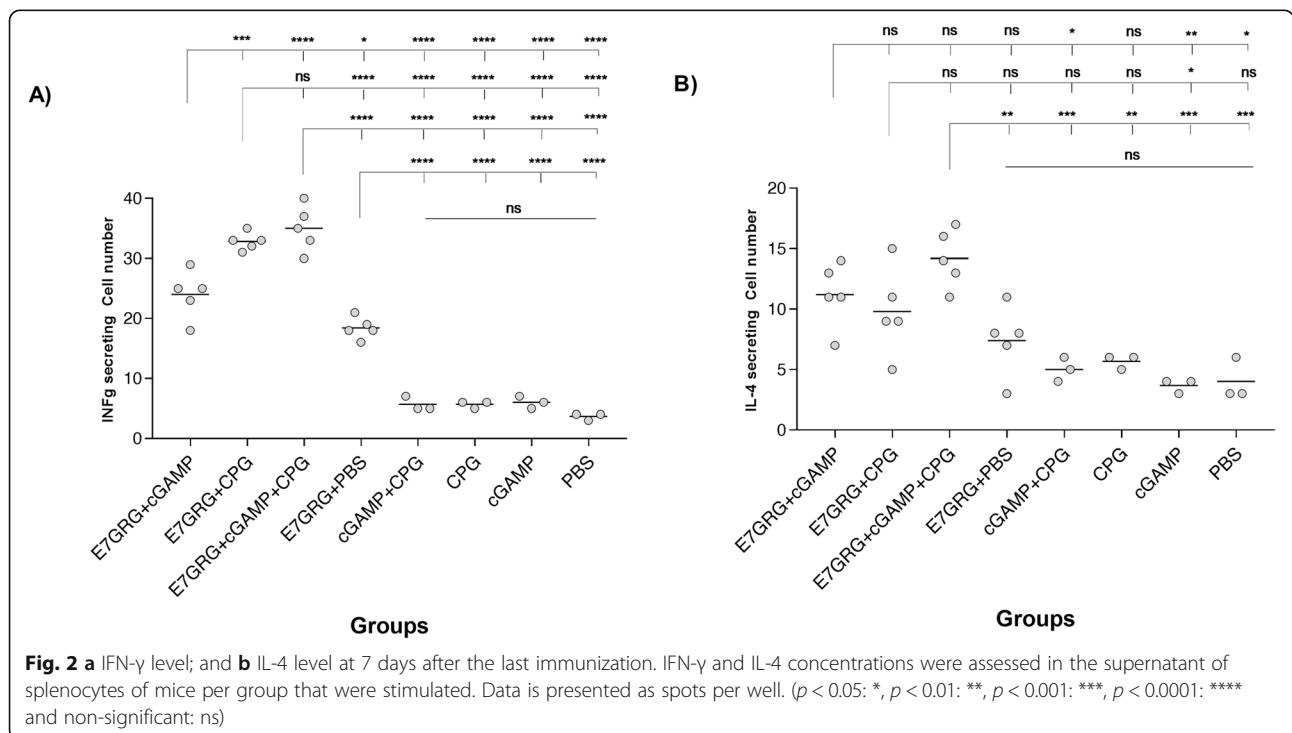 A)
*** **** * **** **** **** ****
ns **** **** **** **** ****
**** **** **** **** ****
**** **** **** ****
ns
INFg secreting Cell number
40
30
20
10
0
E7GRG+cGAMP
E7GRG+CPG
E7GRG+cGAMP+CPG
E7GRG+PBS
cGAMP+CPG
CPG
cGAMP
PBS
Groups
B)
ns ns ns * ns ** *
ns ns ns ns * ns
** *** ** *** ***
ns
IL-4 secreting Cell number
20
15
10
5
0
E7GRG+cGAMP
E7GRG+CPG
E7GRG+cGAMP+CPG
E7GRG+PBS
cGAMP+CPG
CPG
cGAMP
PBS
Groups
Fig. 2 a IFN-γ level; and b IL-4 level at 7 days after the last immunization. IFN-γ and IL-4 concentrations were assessed in the supernatant of
splenocytes of mice per group that were stimulated. Data is presented as spots per well. (p < 0.05: *, p < 0.01: **, p < 0.001: ***, p < 0.0001: ****
and non-significant: ns)